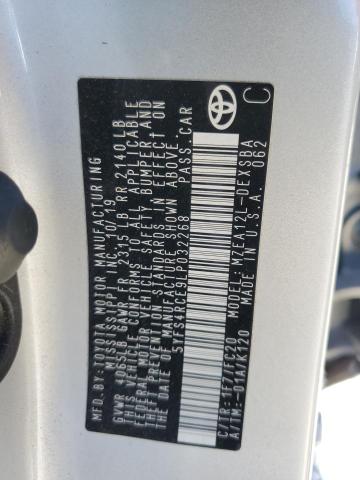 MFD.BY:TOYOTA MOTOR MANUFACTURING
MISSISSIPPI, INC. 10/19
GVWR 4065LB GAWR FR 2315LB RR 2140LB
THIS VEHICLE CONFORMS TO ALL APPLICABLE
FEDERAL MOTOR VEHICLE SAFETY, BUMPER AND
THEFT PREVENTION STANDARDS IN EFFECT ON
THE DATE OF MANUFACTURE SHOWN ABOVE.
5YFS4RCE9LP032268 PASS.CAR
C/TR:1F7/FC20
A/TM:-01A/K120
MODEL:MZEA12L-DEXSBA
MADE IN U.S.A. 062
TOYOTA
C